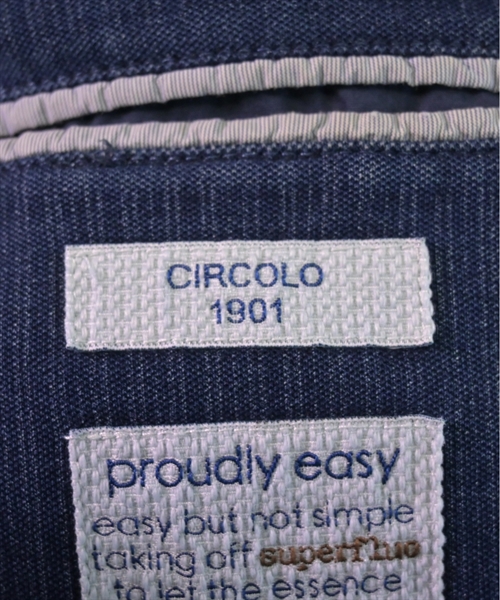 CIRCOLO
1901
proudly easy
easy but not simple
taking off superfluo
to let the essence